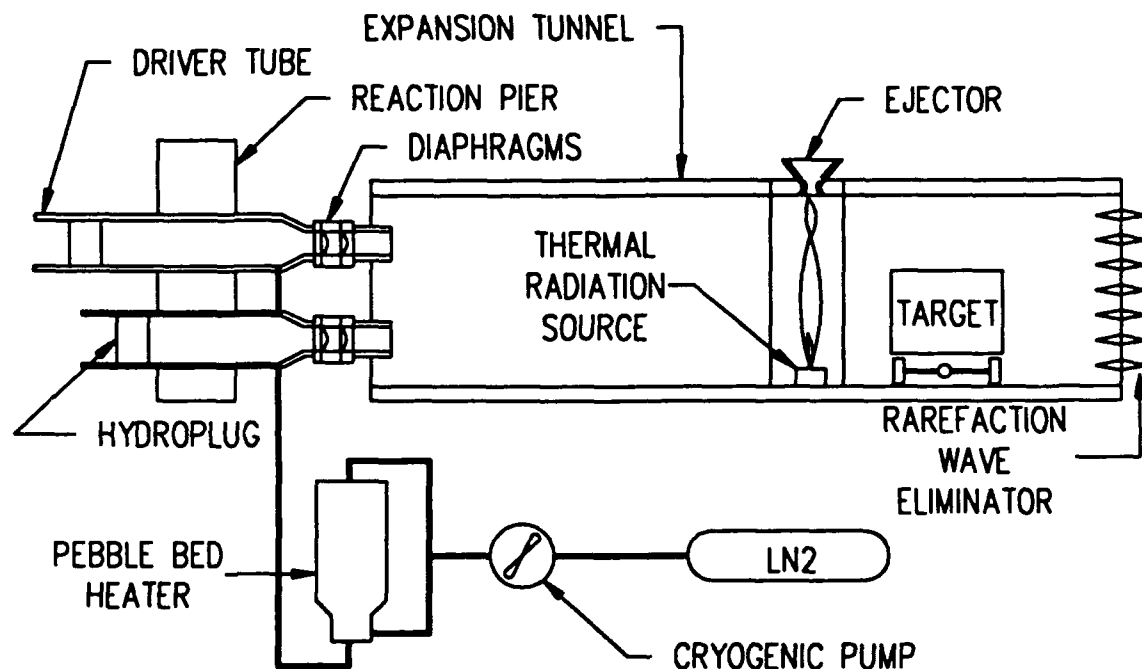 EXPANSION TUNNEL
DRIVER TUBE
REACTION PIER
EJECTOR
DIAPHRAGMS
THERMAL
RADIATION
SOURCE
TARGET
HYDROPLUG
RAREFACTION
WAVE
ELIMINATOR
PEBBLE BED
HEATER
LN2
CRYOGENIC PUMP